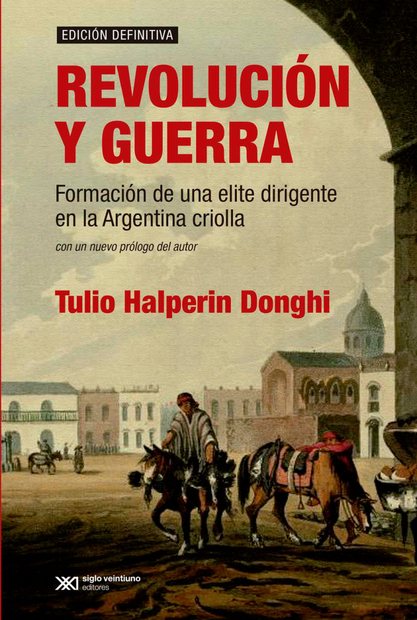 EDICIÓN DEFINITIVA
REVOLUCIÓN
Y GUERRA
Formación de una elite dirigente
en la Argentina criolla
con un nuevo prólogo del autor
Tulio Halperin Donghi
siglo veintiuno
editores